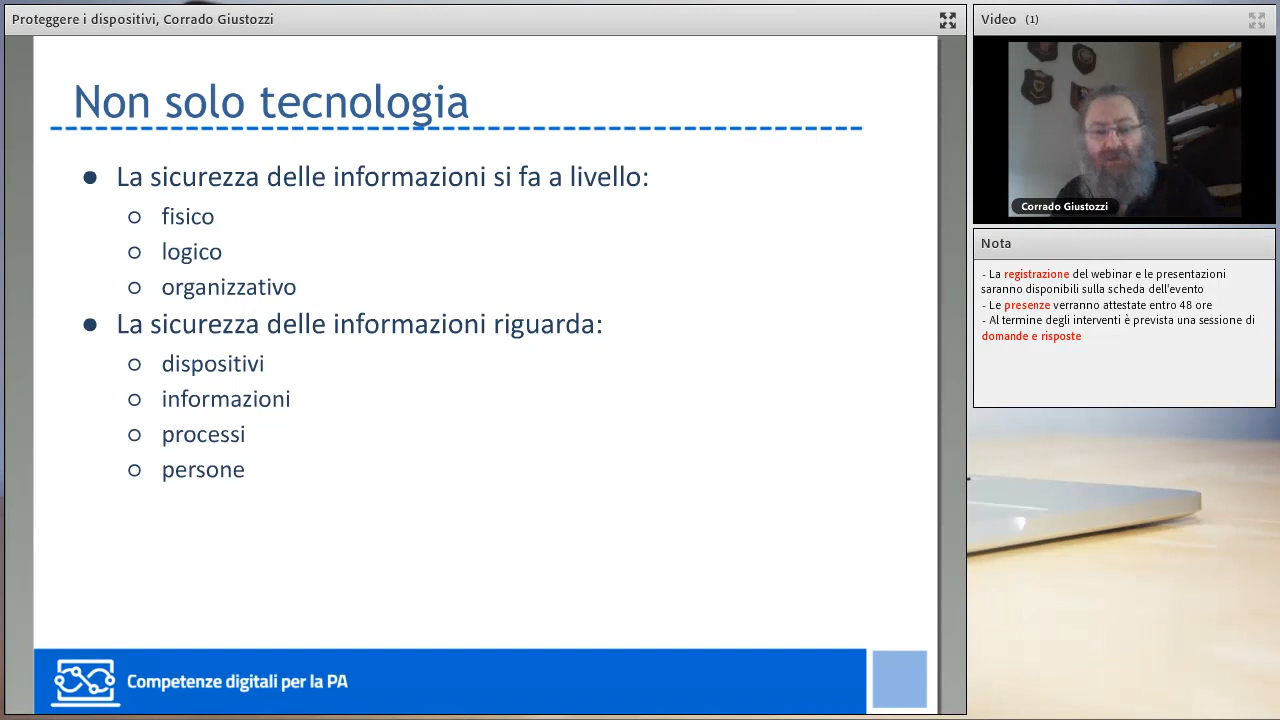 Proteggere i dispositivi, Corrado Giustozzi
Non solo tecnologia
● La sicurezza delle informazioni si fa a livello:
○ fisico
○ logico
○ organizzativo
● La sicurezza delle informazioni riguarda:
○ dispositivi
○ informazioni
○ processi
○ persone
Competenze digitali per la PA
Video (1)
Corrado Giustozzi
Nota
- La registrazione del webinar e le presentazioni
saranno disponibili sulla scheda dell'evento
- Le presenze verranno attestate entro 48 ore
- Al termine degli interventi è prevista una sessione di
domande e risposte